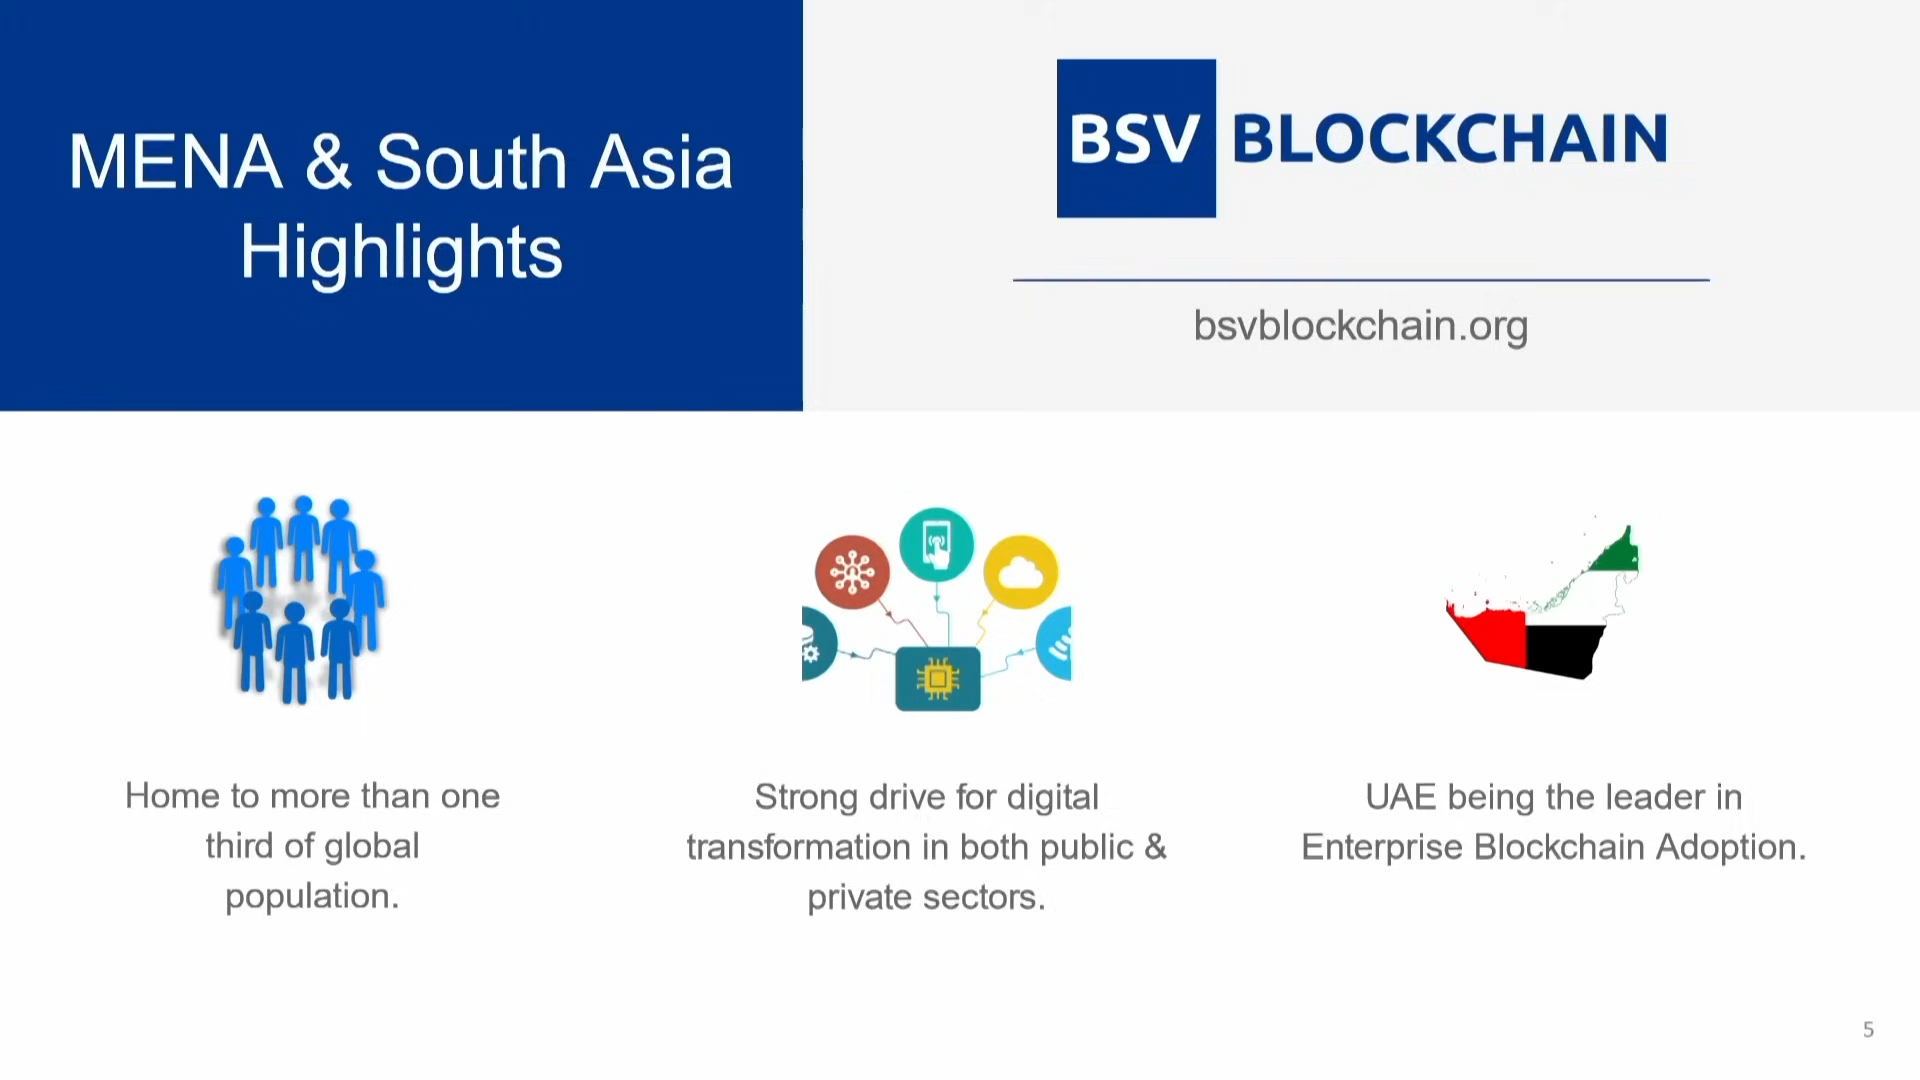 MENA & South Asia
Highlights
BSV BLOCKCHAIN
bsvblockchain.org
Home to more than one
third of global
population.
Strong drive for digital
transformation in both public &
private sectors.
UAE being the leader in
Enterprise Blockchain Adoption.
5